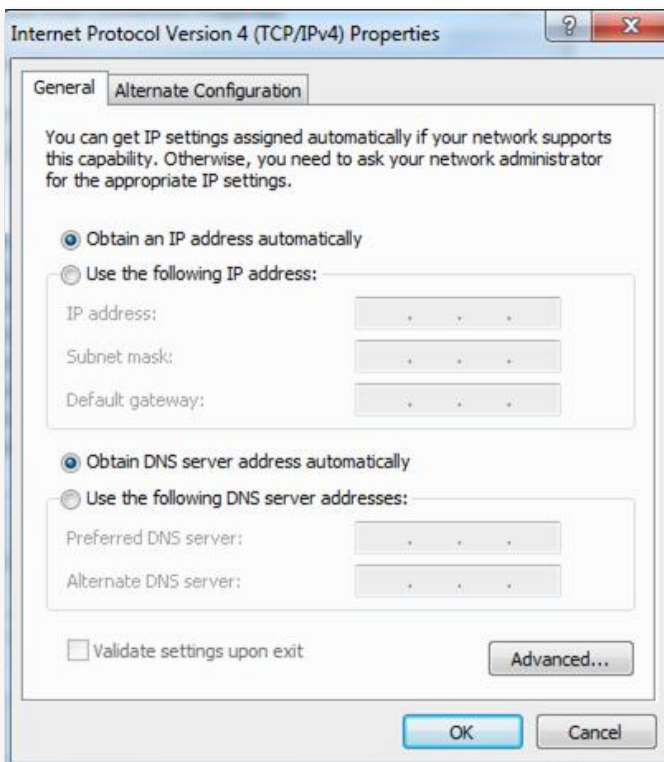 Internet Protocol Version 4 (TCP/IPv4) Properties
General
Alternate Configuration
You can get IP settings assigned automatically if your network supports
this capability. Otherwise, you need to ask your network administrator
for the appropriate IP settings.
Obtain an IP address automatically
Use the following IP address:
IP address:
Subnet mask:
Default gateway:
Obtain DNS server address automatically
Use the following DNS server addresses:
Preferred DNS server:
Alternate DNS server:
Validate settings upon exit
Advanced...
OK
Cancel